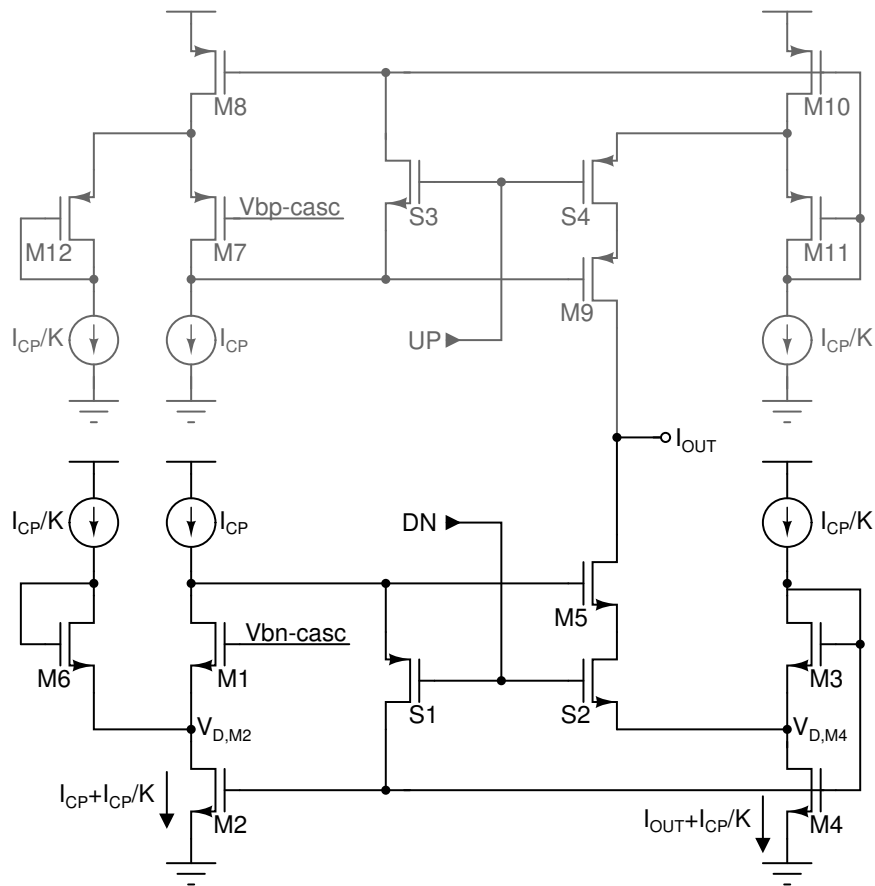 M8
M10
Vbp-casc
M12
M7
S3
S4
M11
M9
I_CP/K
I_CP
UP
I_CP/K
I_OUT
I_CP/K
I_CP
DN
I_CP/K
M5
Vbn-casc
M6
M1
S1
S2
M3
V_D,M2
V_D,M4
I_CP+I_CP/K
M2
I_OUT+I_CP/K
M4